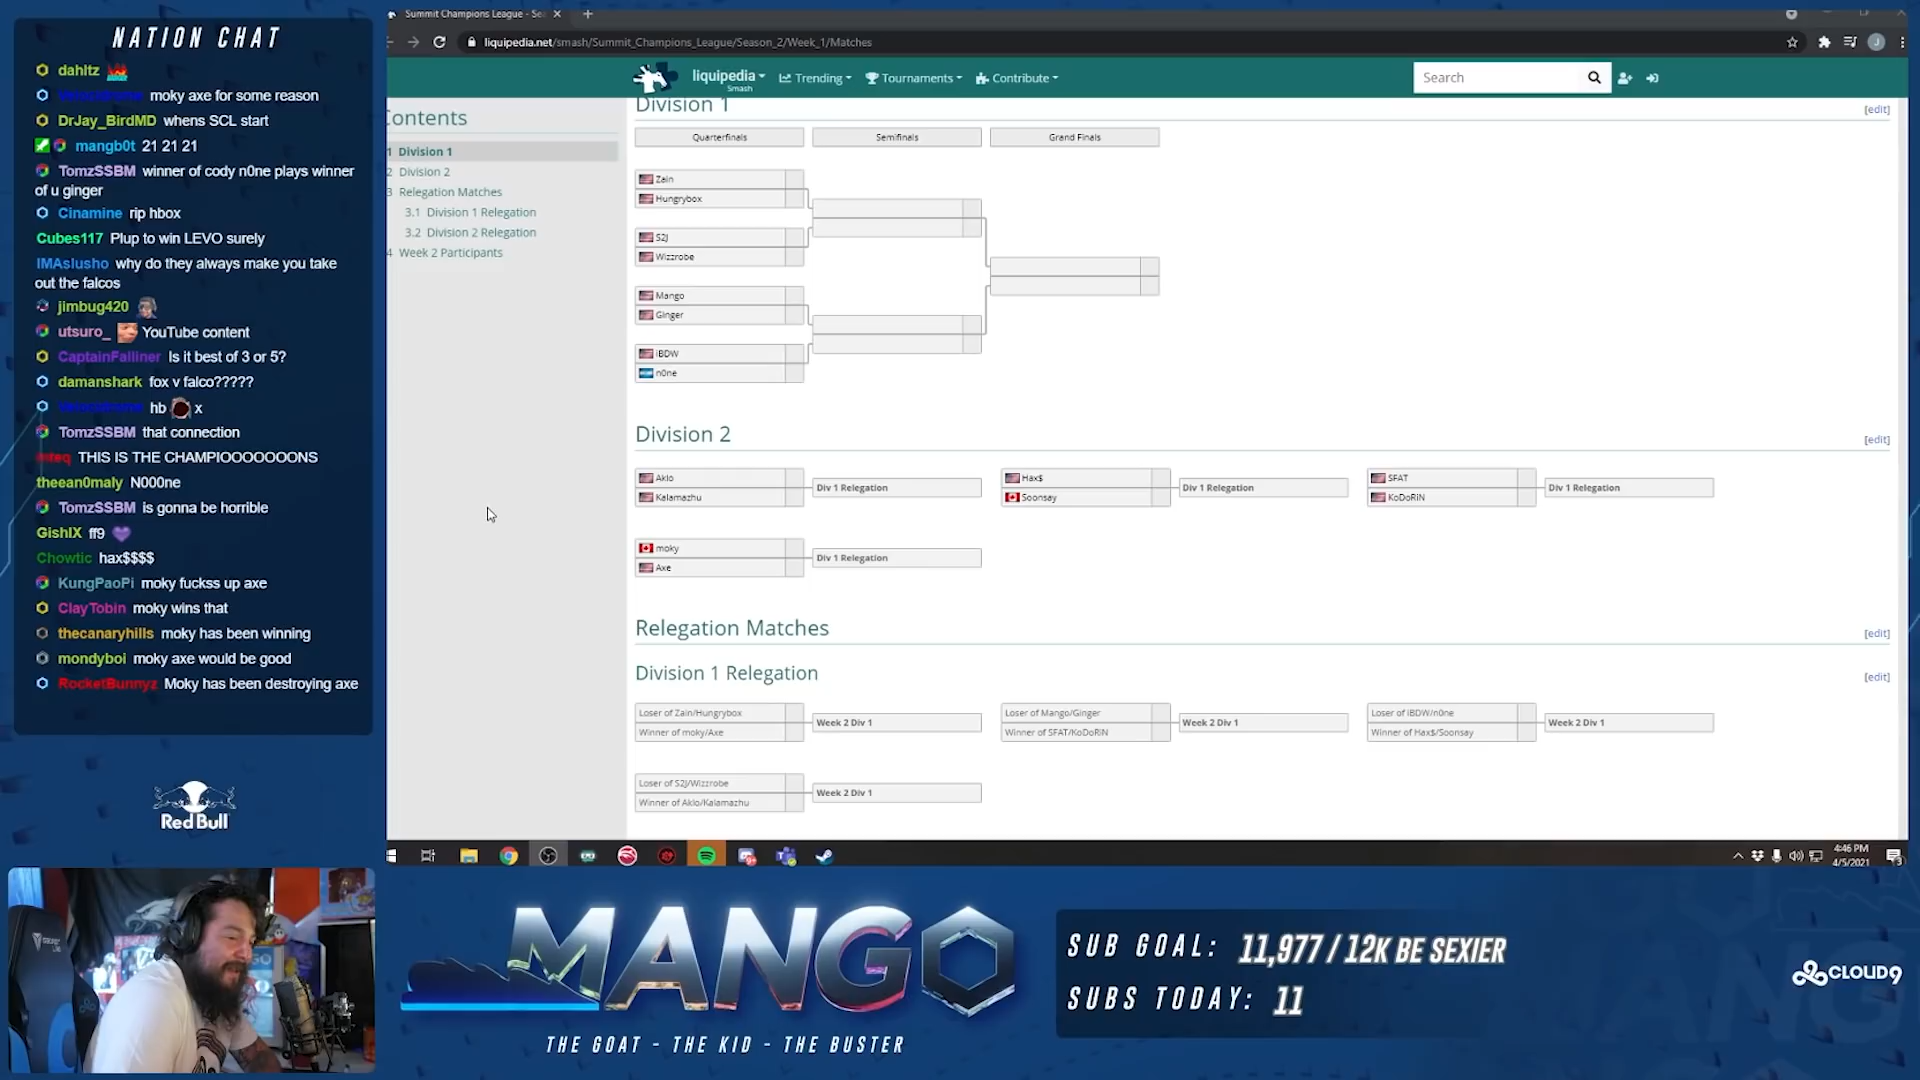 NATION CHAT
dahltz
moky axe for some reason
DrJay_BirdMD whens SCL start
mangb0t 21 21 21
TomzSSBM winner of cody n0ne plays winner
of u ginger
Cinamine rip hbox
Cubes117 Plup to win LEVO surely
IMAslusho why do they always make you take
out the falcos
jimbug420
utsuro_ YouTube content
CaptainFalliner Is it best of 3 or 5?
damanshark fox v falco?????
hb x
TomzSSBM that connection
THIS IS THE CHAMPIOOOOOOONS
theean0maly N000ne
TomzSSBM is gonna be horrible
GishIX ff9
Chowtic hax$$$$
KungPaoPi moky fuckss up axe
ClayTobin moky wins that
thecanaryhills moky has been winning
mondyboi moky axe would be good
RocketBunnyz Moky has been destroying axe
Red Bull
Summit Champions League - Se
liquipedia.net/smash/Summit_Champions_League/Season_2/Week_1/Matches
J
liquipedia
Smash
Trending
Tournaments
Contribute
Search
Contents
1 Division 1
2 Division 2
3 Relegation Matches
3.1 Division 1 Relegation
3.2 Division 2 Relegation
4 Week 2 Participants
Division 1
[edit]
Quarterfinals
Semifinals
Grand Finals
Zain
Hungrybox
S2J
Wizzrobe
Mango
Ginger
iBDW
n0ne
Division 2
[edit]
Aklo
Kalamazhu
Div 1 Relegation
Hax$
Soonsay
Div 1 Relegation
SFAT
KoDoRiN
Div 1 Relegation
moky
Axe
Div 1 Relegation
Relegation Matches
[edit]
Division 1 Relegation
[edit]
Loser of Zain/Hungrybox
Winner of moky/Axe
Week 2 Div 1
Loser of Mango/Ginger
Winner of SFAT/KoDoRiN
Week 2 Div 1
Loser of iBDW/n0ne
Winner of Hax$/Soonsay
Week 2 Div 1
Loser of S2J/Wizzrobe
Winner of Aklo/Kalamazhu
Week 2 Div 1
4:46 PM
4/5/2021
MANGO
THE GOAT - THE KID - THE BUSTER
SUB GOAL: 11,977 / 12K BE SEXIER
SUBS TODAY: 11
CLOUD9